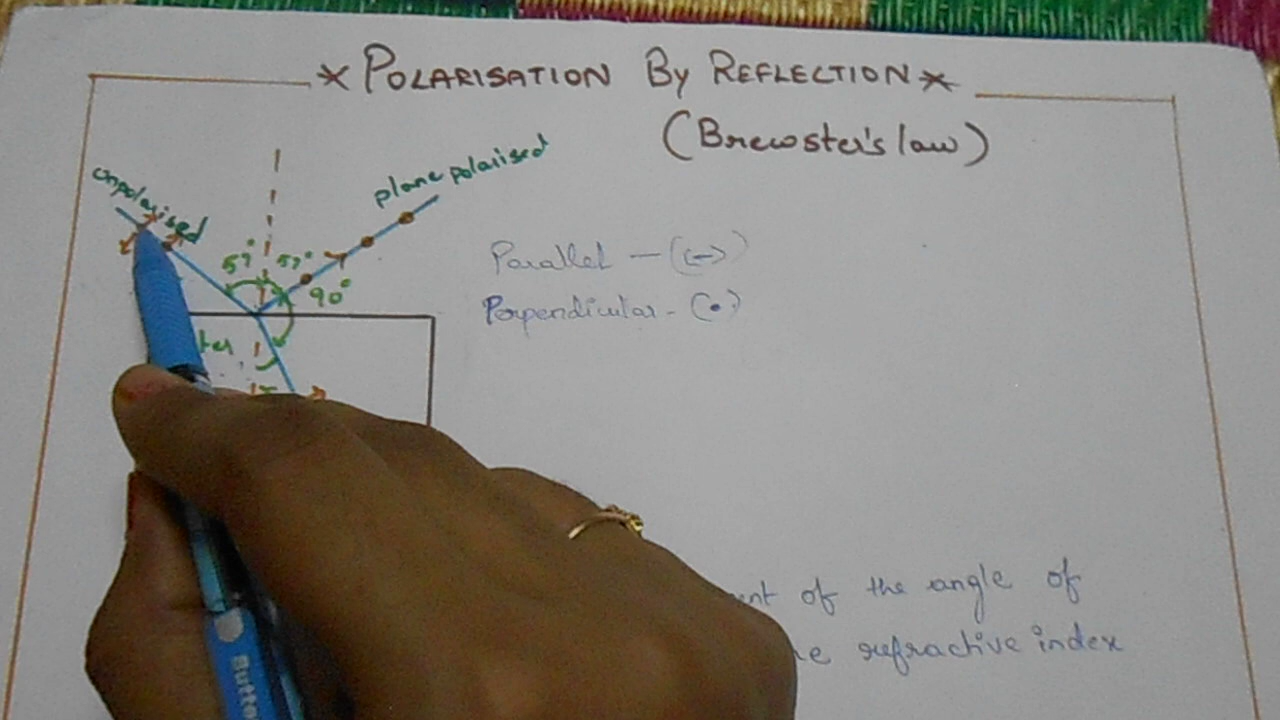 * POLARISATION BY REFLECTION *
(Brewster's law)
unpolarised
plane polarised
57° 57°
90°
Parallel - (↔)
Perpendicular - (•)
r
of the angle of
refractive index
Butt